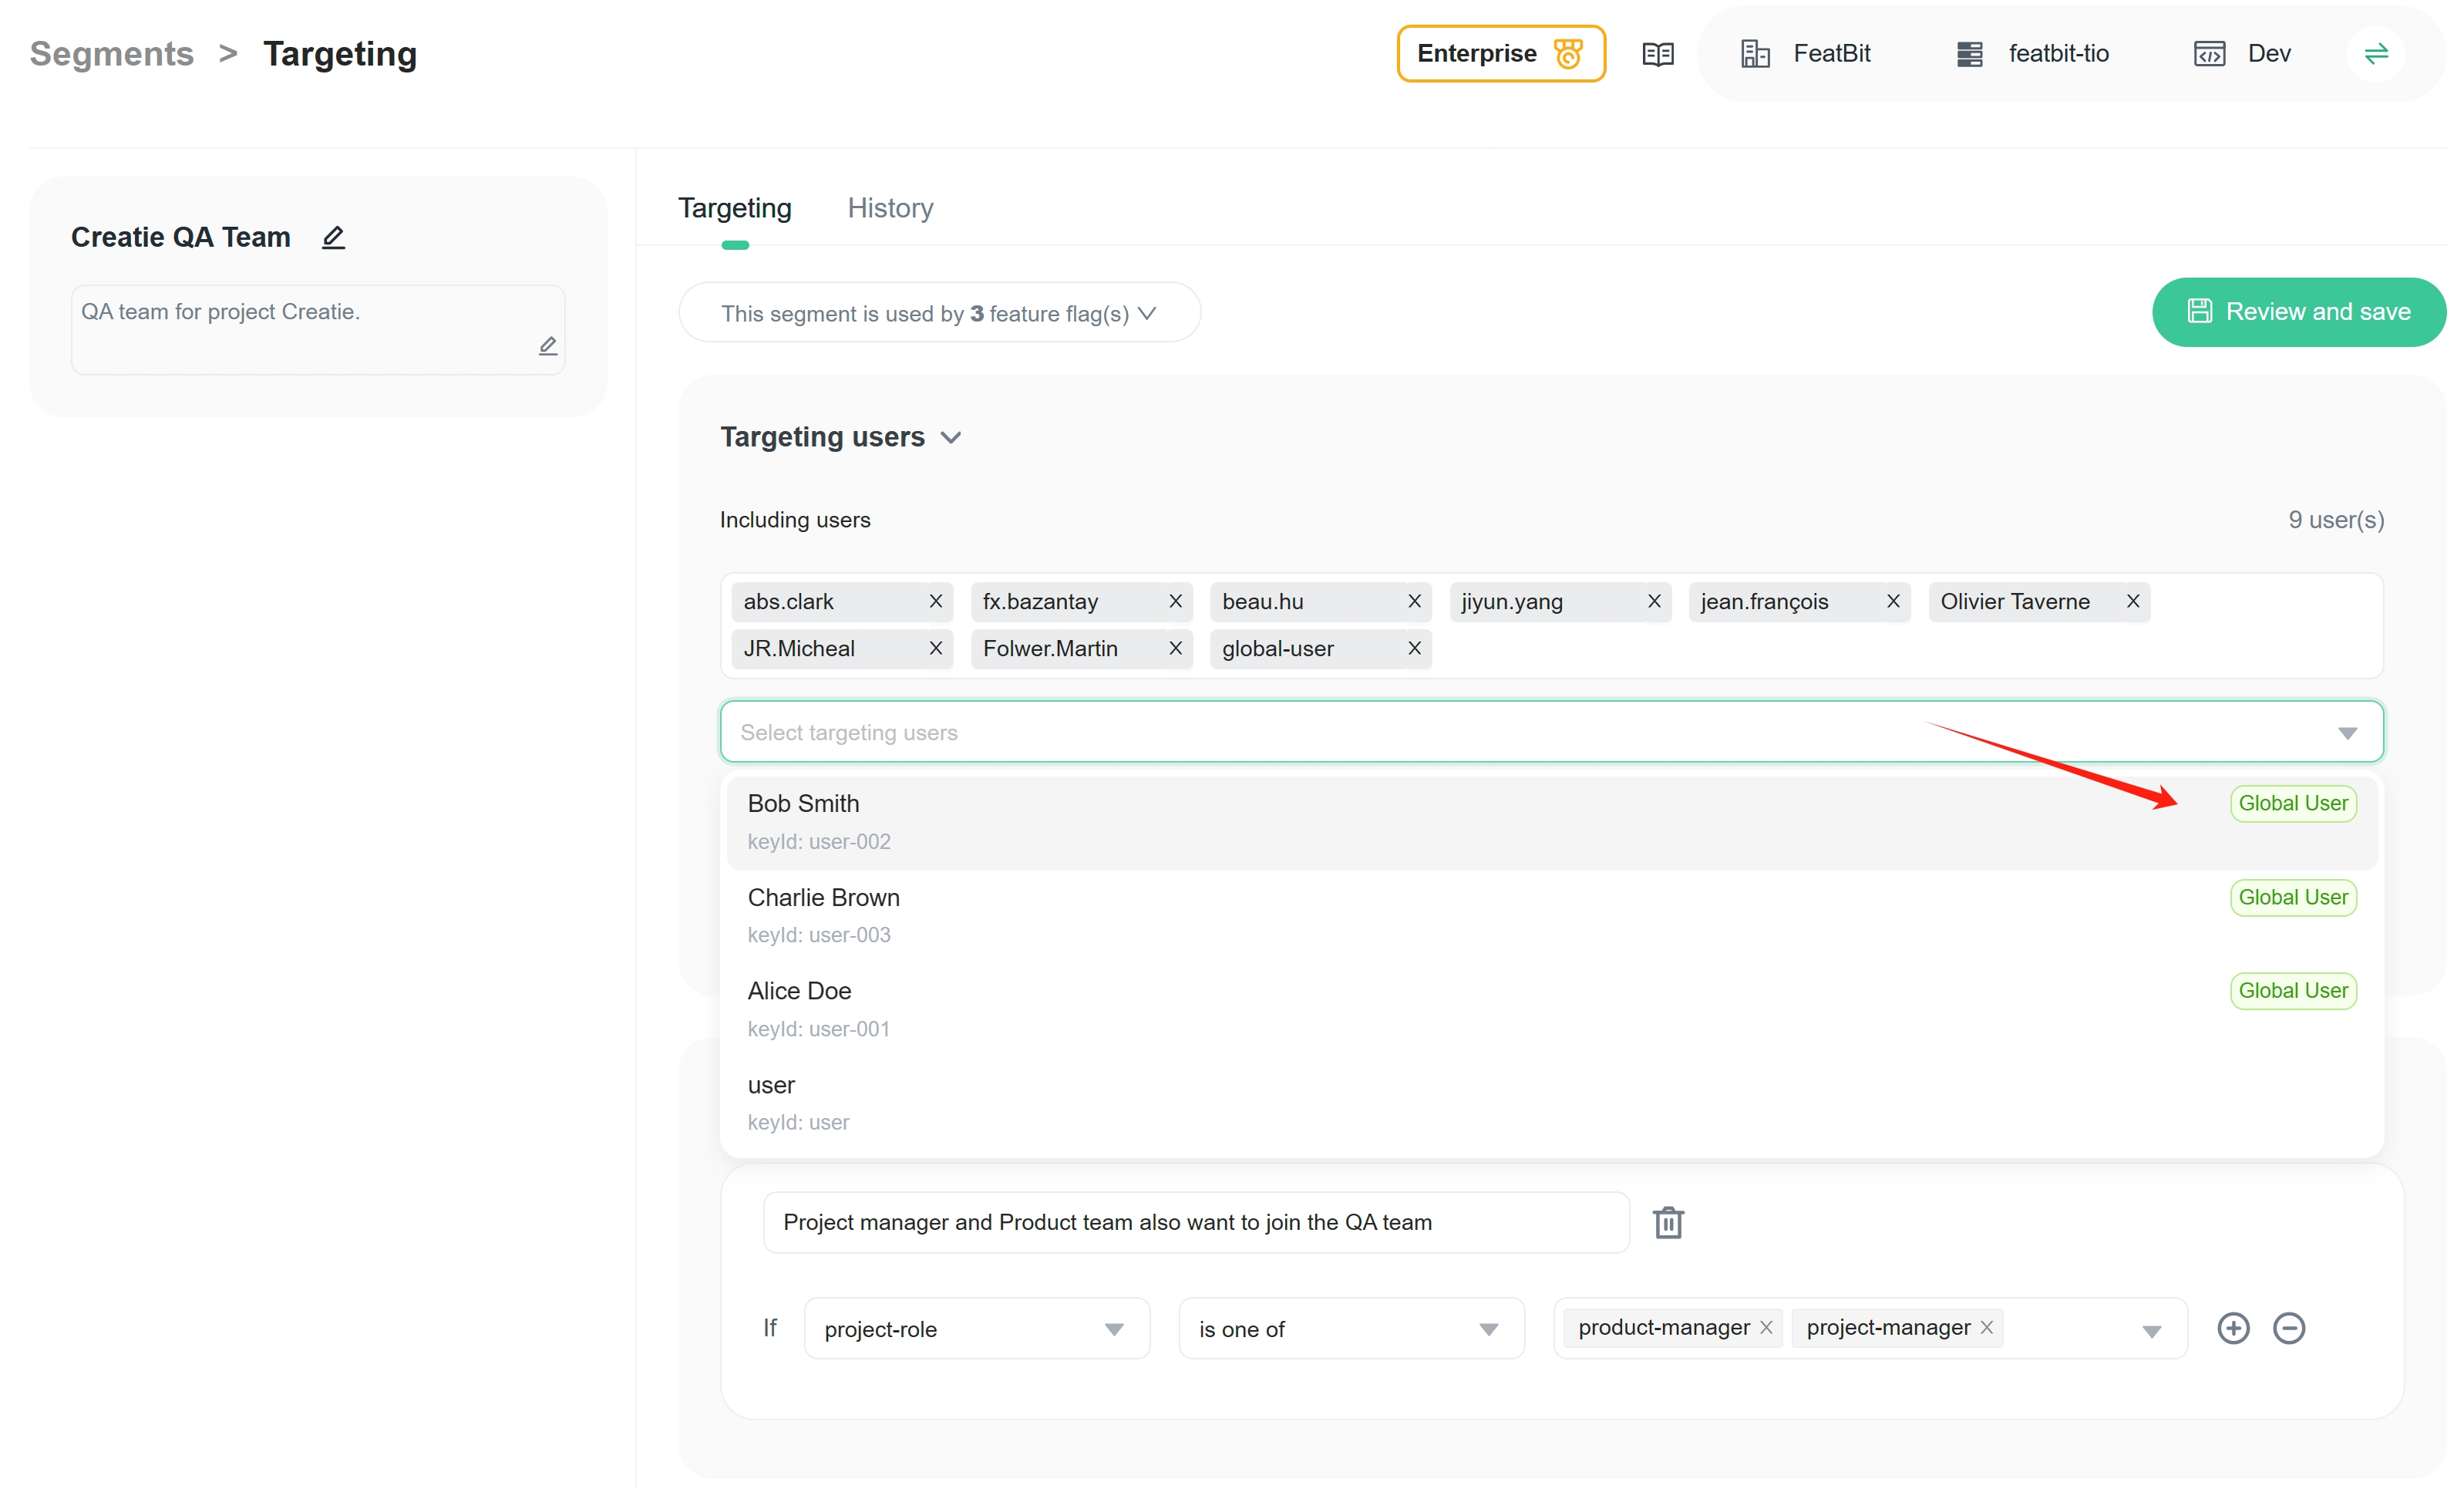 Segments > Targeting
Enterprise
FeatBit
featbit-tio
Dev
Creatie QA Team
QA team for project Creatie.
Targeting
History
This segment is used by 3 feature flag(s)
Review and save
Targeting users
Including users
9 user(s)
abs.clark X fx.bazantay X beau.hu X jiyun.yang X jean.françois X Olivier Taverne X
JR.Micheal X Folwer.Martin X global-user X
Select targeting users
Bob Smith
Global User
keyId: user-002
Charlie Brown
Global User
keyId: user-003
Alice Doe
Global User
keyId: user-001
user
keyId: user
Project manager and Product team also want to join the QA team
If project-role is one of product-manager X project-manager X